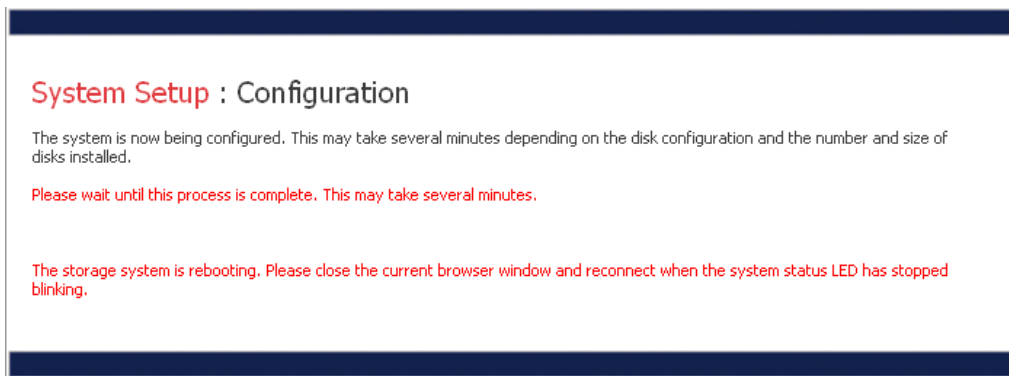 System Setup : Configuration
The system is now being configured. This may take several minutes depending on the disk configuration and the number and size of
disks installed.
Please wait until this process is complete. This may take several minutes.
The storage system is rebooting. Please close the current browser window and reconnect when the system status LED has stopped
blinking.